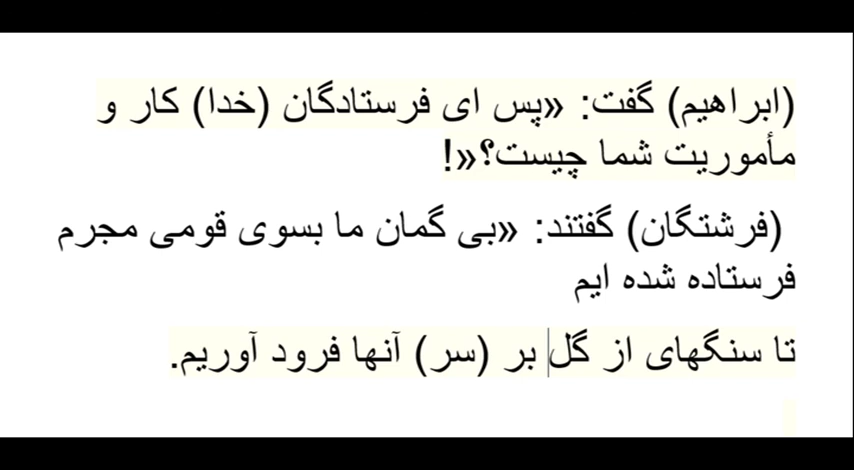 (ابراهیم) گفت: «پس ای فرستادگان (خدا) کار و
مأموریت شما چیست؟«!
(فرشتگان) گفتند: «بی گمان ما بسوی قومی مجرم
فرستاده شده ایم
تا سنگهای از گل بر (سر) آنها فرود آوریم.